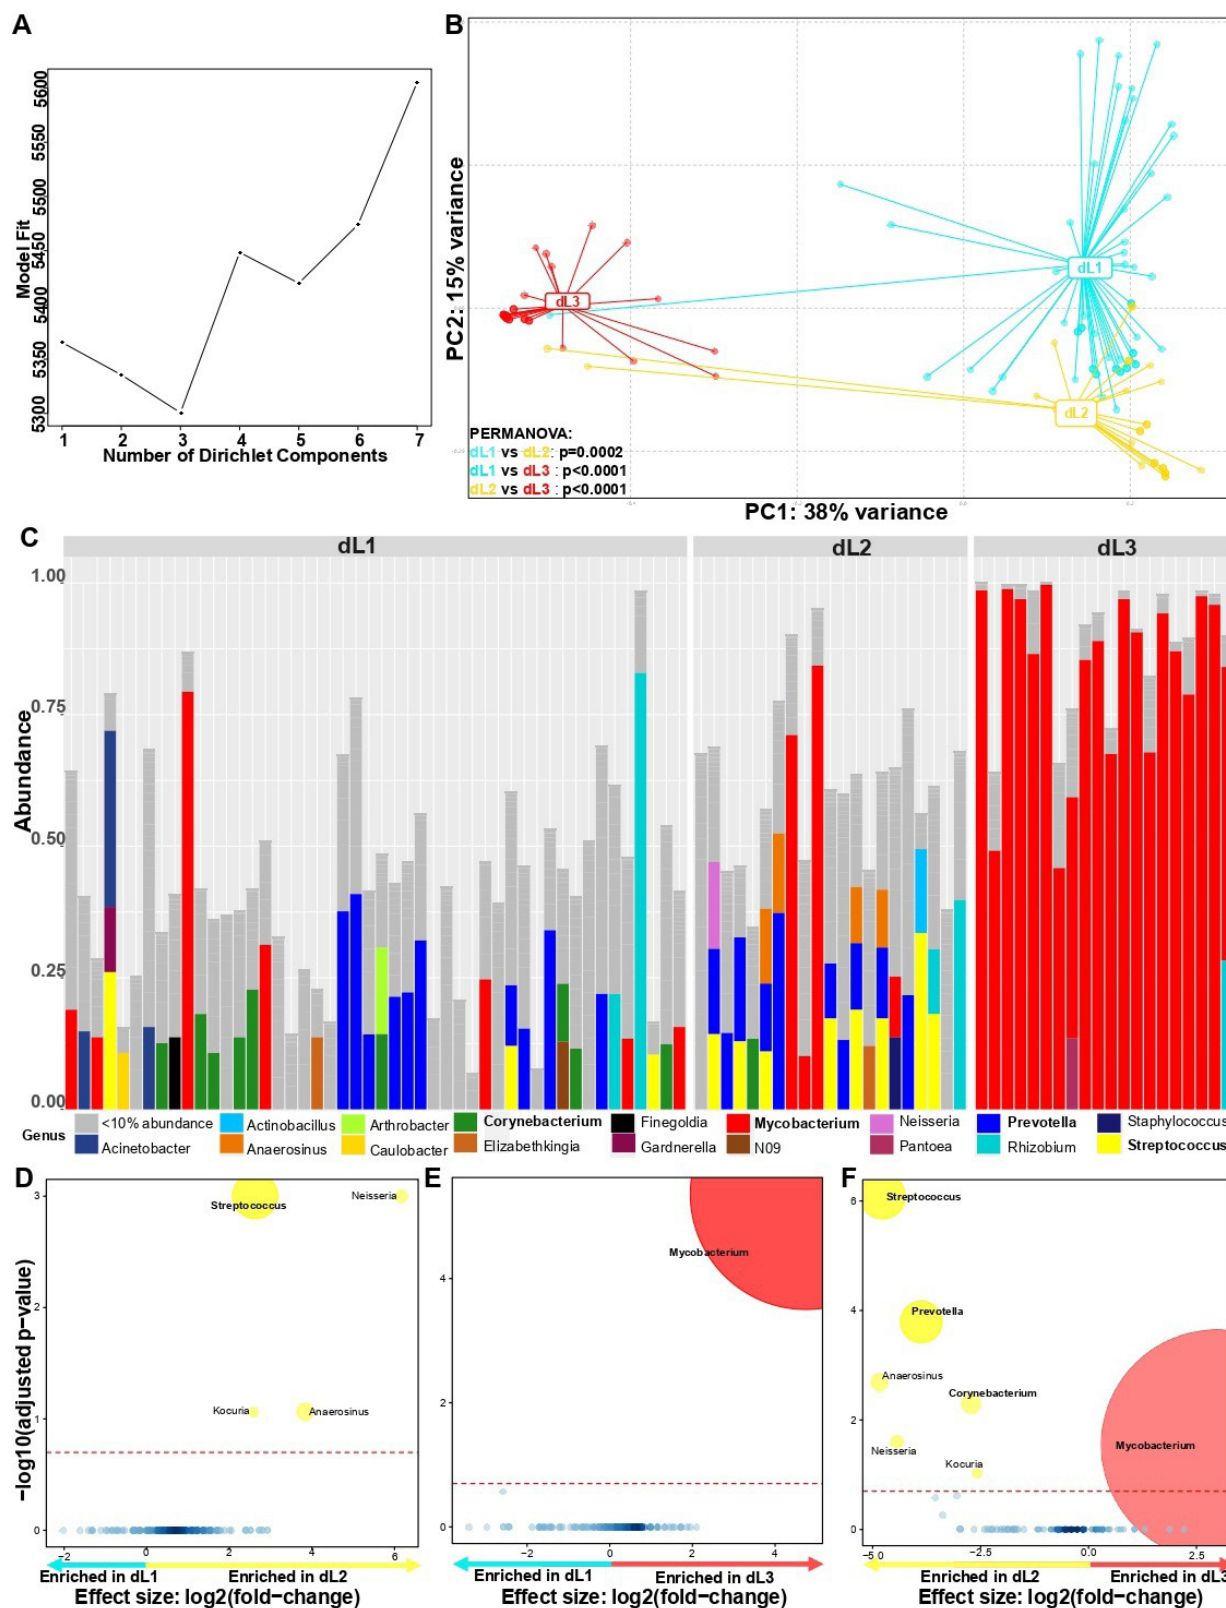 A
5600
5550
5500
5450
5400
5350
5300
Model Fit
1 2 3 4 5 6 7
Number of Dirichlet Components
B
PC2: 15% variance
dL1
dL2
dL3
PERMANOVA:
dL1 vs dL2: p=0.0002
dL1 vs dL3 : p<0.0001
dL2 vs dL3 : p<0.0001
PC1: 38% variance
C
dL1 dL2 dL3
1.00
0.75
0.50
0.25
0.00
Abundance
Genus
<10% abundance Actinobacillus Arthrobacter Corynebacterium Finegoldia Mycobacterium Neisseria Prevotella Staphylococcus
Acinetobacter Anaerosinus Caulobacter Elizabethkingia Gardnerella N09 Pantoea Rhizobium Streptococcus
D
−log10(adjusted p−value)
3
2
1
0
Streptococcus
Neisseria
Kocuria
Anaerosinus
−2 0 2 4 6
Enriched in dL1 Enriched in dL2
Effect size: log2(fold−change)
E
4
2
0
Mycobacterium
−2 0 2 4
Enriched in dL1 Enriched in dL3
Effect size: log2(fold−change)
F
6
4
2
0
Streptococcus
Prevotella
Anaerosinus
Corynebacterium
Neisseria
Kocuria
Mycobacterium
−5.0 −2.5 0.0 2.5
Enriched in dL2 Enriched in dL3
Effect size: log2(fold−change)